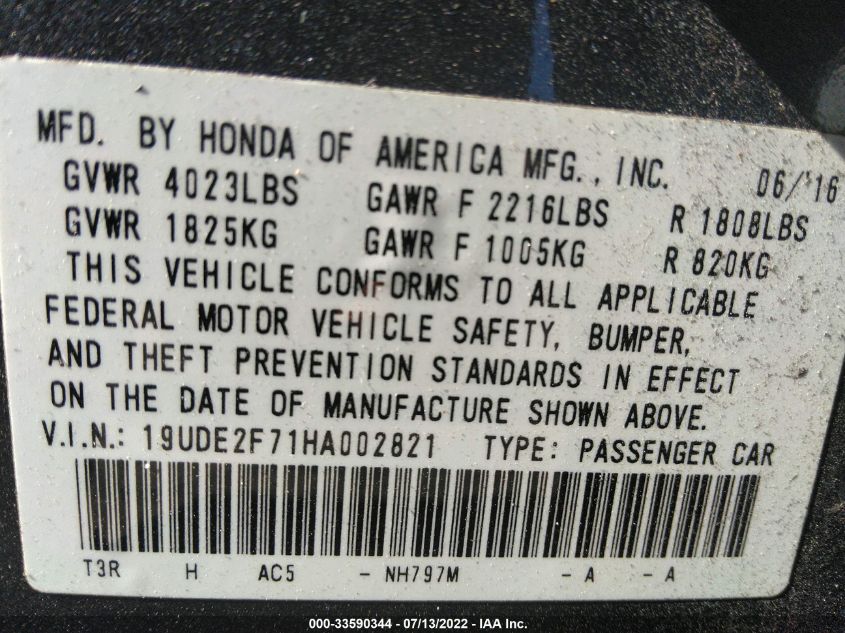 MFD. BY HONDA OF AMERICA MFG., INC. 06/'16
GVWR 4023LBS GAWR F 2216LBS R 1808LBS
GVWR 1825KG GAWR F 1005KG R 820KG
THIS VEHICLE CONFORMS TO ALL APPLICABLE
FEDERAL MOTOR VEHICLE SAFETY, BUMPER,
AND THEFT PREVENTION STANDARDS IN EFFECT
ON THE DATE OF MANUFACTURE SHOWN ABOVE.
V.I.N.: 19UDE2F71HA002821 TYPE: PASSENGER CAR
T3R H AC5 - NH797M - A - A
000-33590344 - 07/13/2022 - IAA Inc.